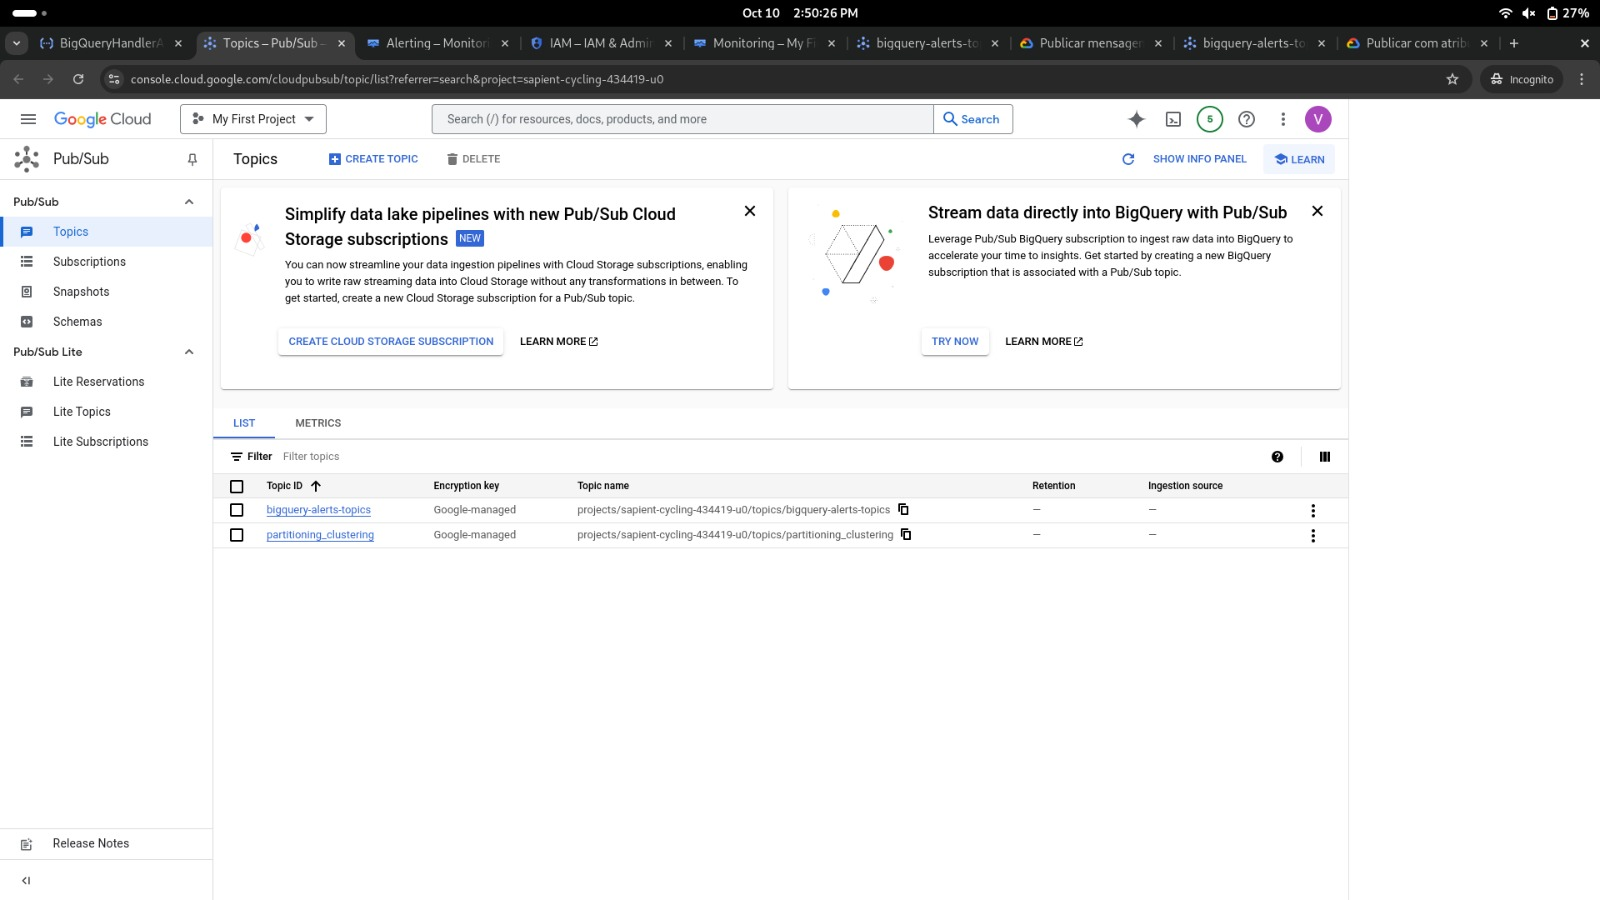 Oct 10 2:50:26 PM
27%
BigQueryHandlerA
Topics – Pub/Sub –
Alerting – Monitori
IAM – IAM & Admin
Monitoring – My Fi
bigquery-alerts-to
Publicar mensagen
bigquery-alerts-to
Publicar com atrib
console.cloud.google.com/cloudpubsub/topic/list?referrer=search&project=sapient-cycling-434419-u0
Incognito
Google Cloud
My First Project
Search (/) for resources, docs, products, and more
Search
5
V
Pub/Sub
Topics
CREATE TOPIC
DELETE
SHOW INFO PANEL
LEARN
Pub/Sub
Topics
Subscriptions
Snapshots
Schemas
Pub/Sub Lite
Lite Reservations
Lite Topics
Lite Subscriptions
Release Notes
Simplify data lake pipelines with new Pub/Sub Cloud
Storage subscriptions NEW
You can now streamline your data ingestion pipelines with Cloud Storage subscriptions, enabling
you to write raw streaming data into Cloud Storage without any transformations in between. To
get started, create a new Cloud Storage subscription for a Pub/Sub topic.
CREATE CLOUD STORAGE SUBSCRIPTION
LEARN MORE
Stream data directly into BigQuery with Pub/Sub
Leverage Pub/Sub BigQuery subscription to ingest raw data into BigQuery to
accelerate your time to insights. Get started by creating a new BigQuery
subscription that is associated with a Pub/Sub topic.
TRY NOW
LEARN MORE
LIST
METRICS
Filter Filter topics
Topic ID Encryption key Topic name Retention Ingestion source
bigquery-alerts-topics Google-managed projects/sapient-cycling-434419-u0/topics/bigquery-alerts-topics — —
partitioning_clustering Google-managed projects/sapient-cycling-434419-u0/topics/partitioning_clustering — —